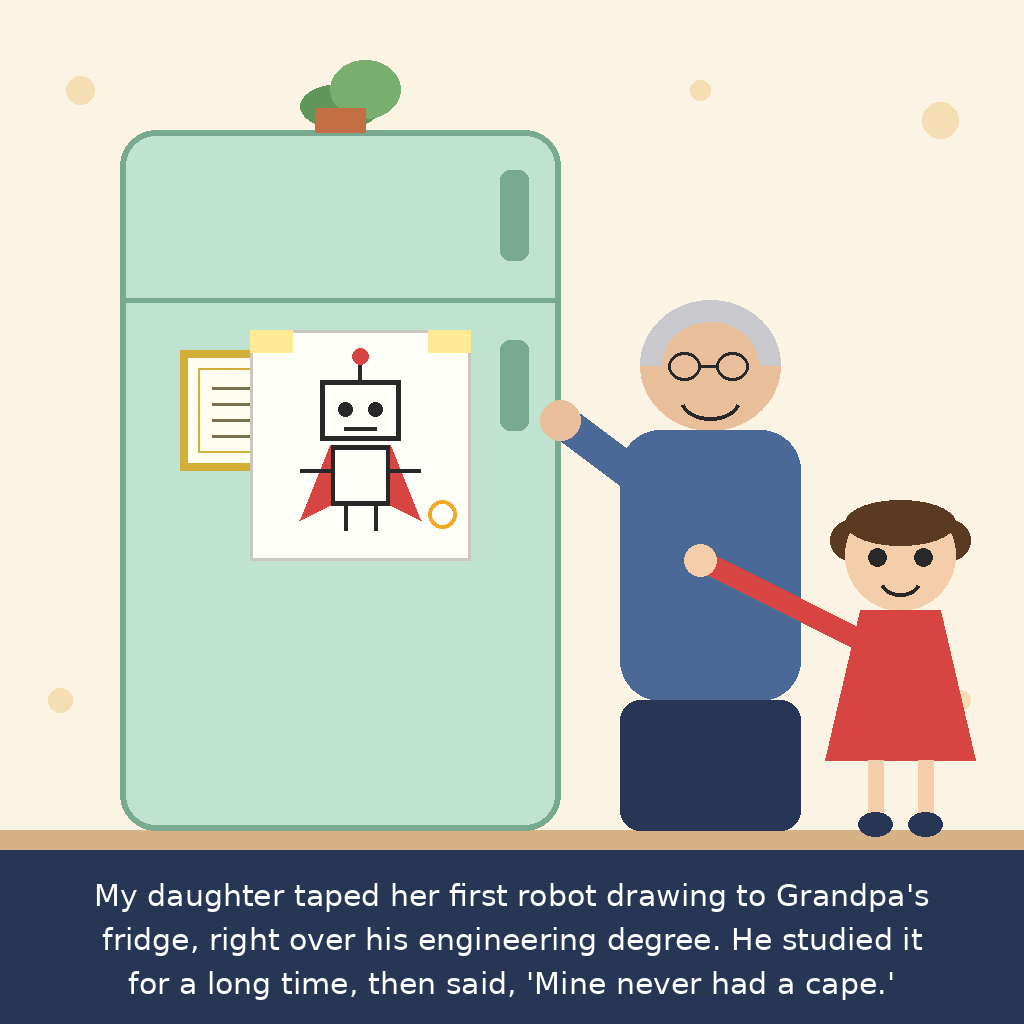 My daughter taped her first robot drawing to Grandpa's
fridge, right over his engineering degree. He studied it
for a long time, then said, 'Mine never had a cape.'